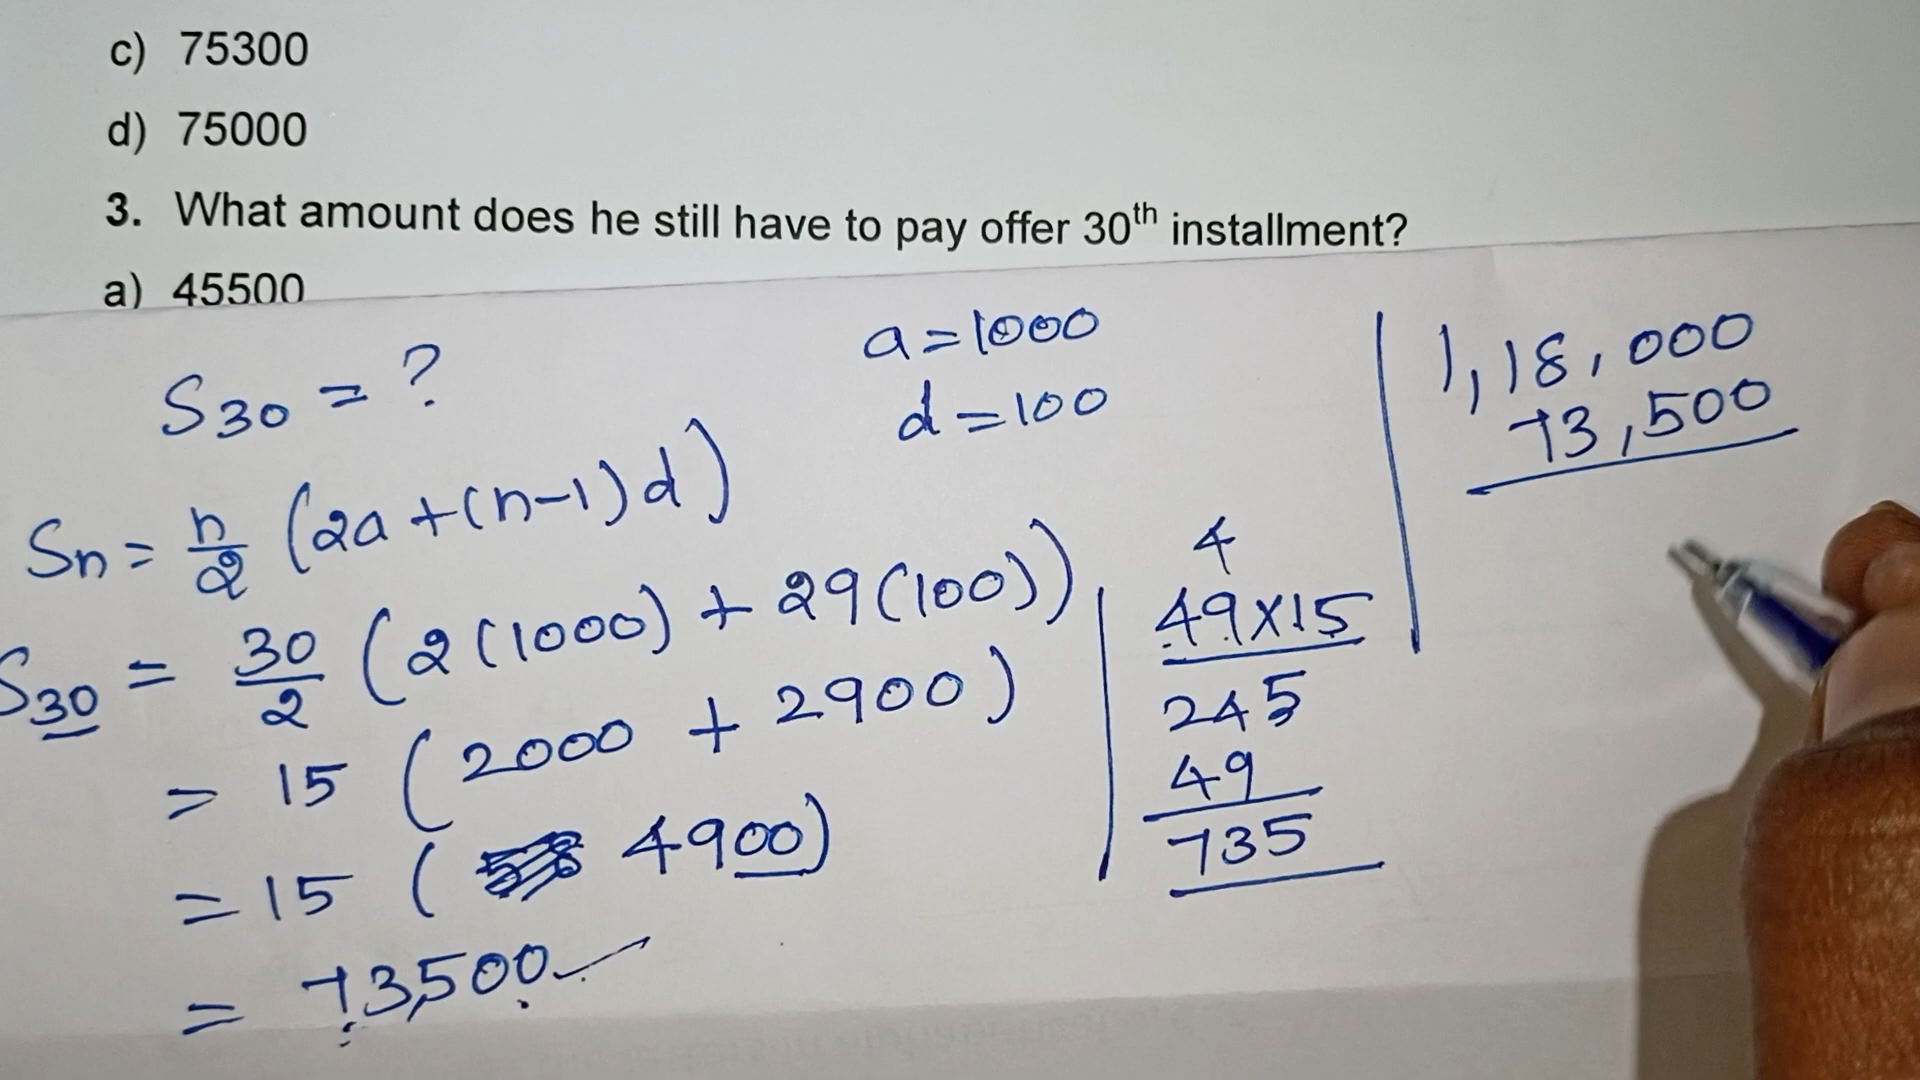 c) 75300
d) 75000
3. What amount does he still have to pay offer 30th installment?
a) 45500
S30 = ?
a = 1000
d = 100
Sn = n/2 (2a + (n-1) d)
S30 = 30/2 (2(1000) + 29(100))
= 15 (2000 + 2900)
= 15 ( 4900)
= 73,500
4
49x15
245
49
735
1,18,000
73,500